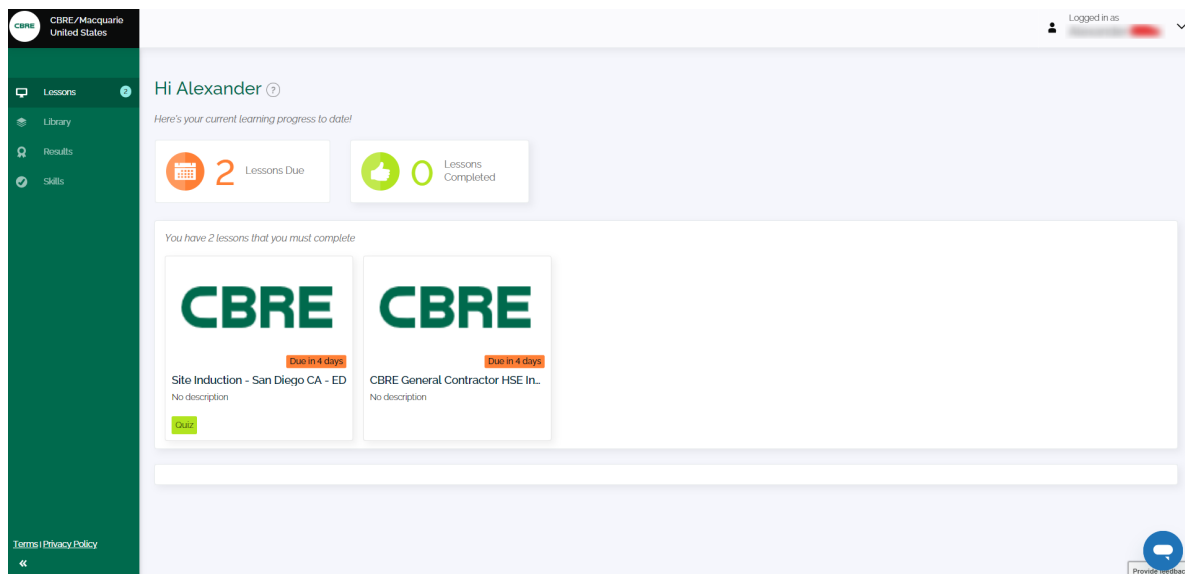 CBRE
CBRE/Macquarie
United States
Logged in as
Lessons
2
Library
Results
Skills
Hi Alexander ?
Here's your current learning progress to date!
2 Lessons Due
0 Lessons
Completed
You have 2 lessons that you must complete
CBRE
Due in 4 days
Site Induction - San Diego CA - ED
No description
Quiz
CBRE
Due in 4 days
CBRE General Contractor HSE In...
No description
Terms | Privacy Policy
«
Provide feedbac